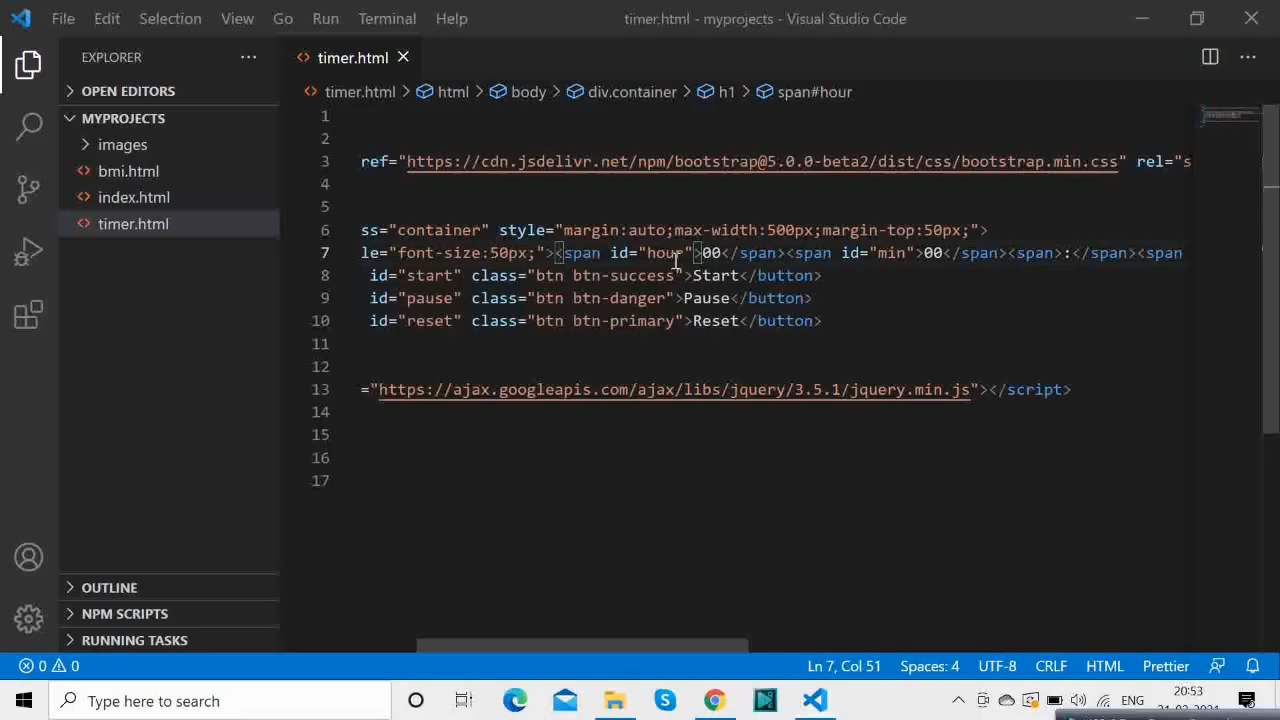 File Edit Selection View Go Run Terminal Help timer.html - myprojects - Visual Studio Code
EXPLORER
timer.html
OPEN EDITORS
timer.html > html > body > div.container > h1 > span#hour
MYPROJECTS
images
bmi.html
index.html
timer.html
1
2
3 ref="https://cdn.jsdelivr.net/npm/bootstrap@5.0.0-beta2/dist/css/bootstrap.min.css" rel="s
4
5
6 ss="container" style="margin:auto;max-width:500px;margin-top:50px;">
7 le="font-size:50px;"><span id="hour">00</span><span id="min">00</span><span>:</span><span
8 id="start" class="btn btn-success">Start</button>
9 id="pause" class="btn btn-danger">Pause</button>
10 id="reset" class="btn btn-primary">Reset</button>
11
12
13 ="https://ajax.googleapis.com/ajax/libs/jquery/3.5.1/jquery.min.js"></script>
14
15
16
17
OUTLINE
NPM SCRIPTS
RUNNING TASKS
0 0 Ln 7, Col 51 Spaces: 4 UTF-8 CRLF HTML Prettier
Type here to search
ENG
20:53